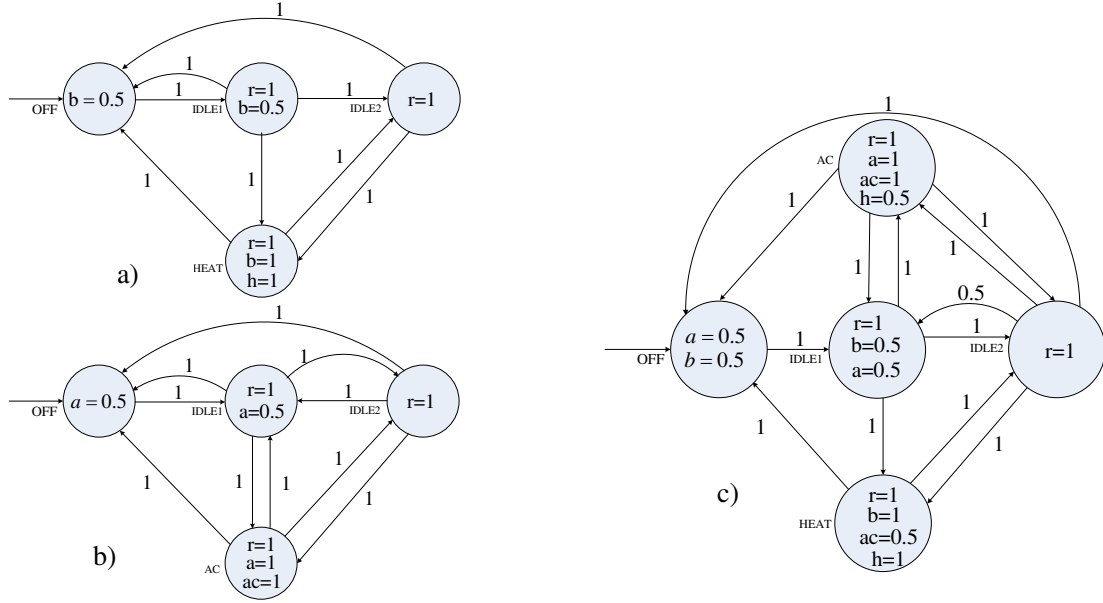 1
b = 0.5
OFF
1
1
IDLE1
r=1
b=0.5
1
IDLE2
r=1
1
1
1
1
HEAT
r=1
b=1
h=1
a)
1
a = 0.5
OFF
1
1
IDLE1
r=1
a=0.5
1
1
IDLE2
r=1
1
1
1
1
1
AC
r=1
a=1
ac=1
b)
1
AC
r=1
a=1
ac=1
h=0.5
1
1
1
1
1
0.5
a = 0.5
b = 0.5
OFF
1
IDLE1
r=1
b=0.5
a=0.5
1
IDLE2
r=1
1
1
1
1
HEAT
r=1
b=1
ac=0.5
h=1
c)